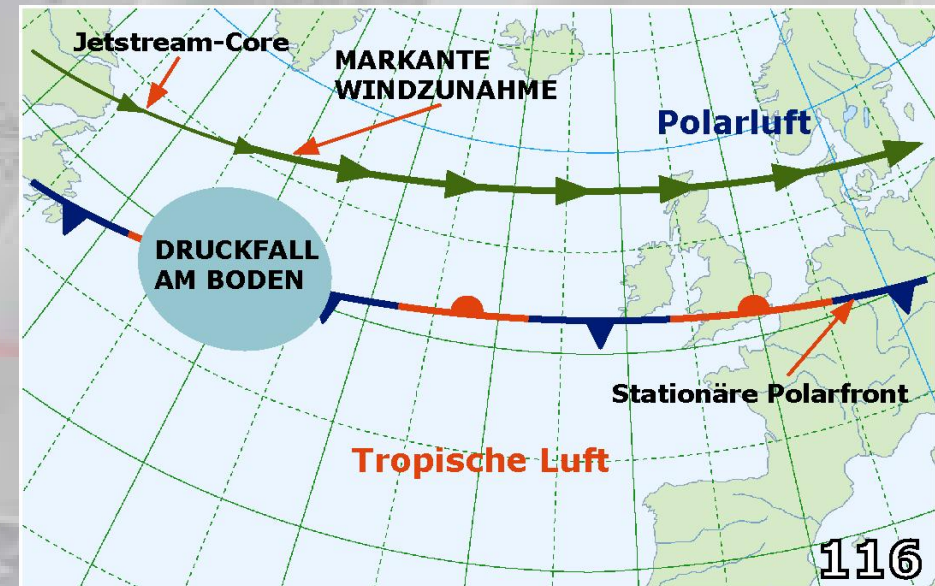 Jetstream-Core
MARKANTE
WINDZUNAHME
Polarluft
DRUCKFALL
AM BODEN
Stationäre Polarfront
Tropische Luft
116